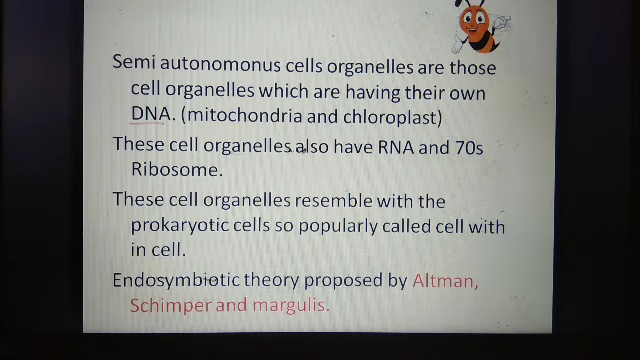 Semi autonomonus cells organelles are those
cell organelles which are having their own
DNA. (mitochondria and chloroplast)
These cell organelles also have RNA and 70s
Ribosome.
These cell organelles resemble with the
prokaryotic cells so popularly called cell with
in cell.
Endosymbiotic theory proposed by Altman,
Schimper and margulis.